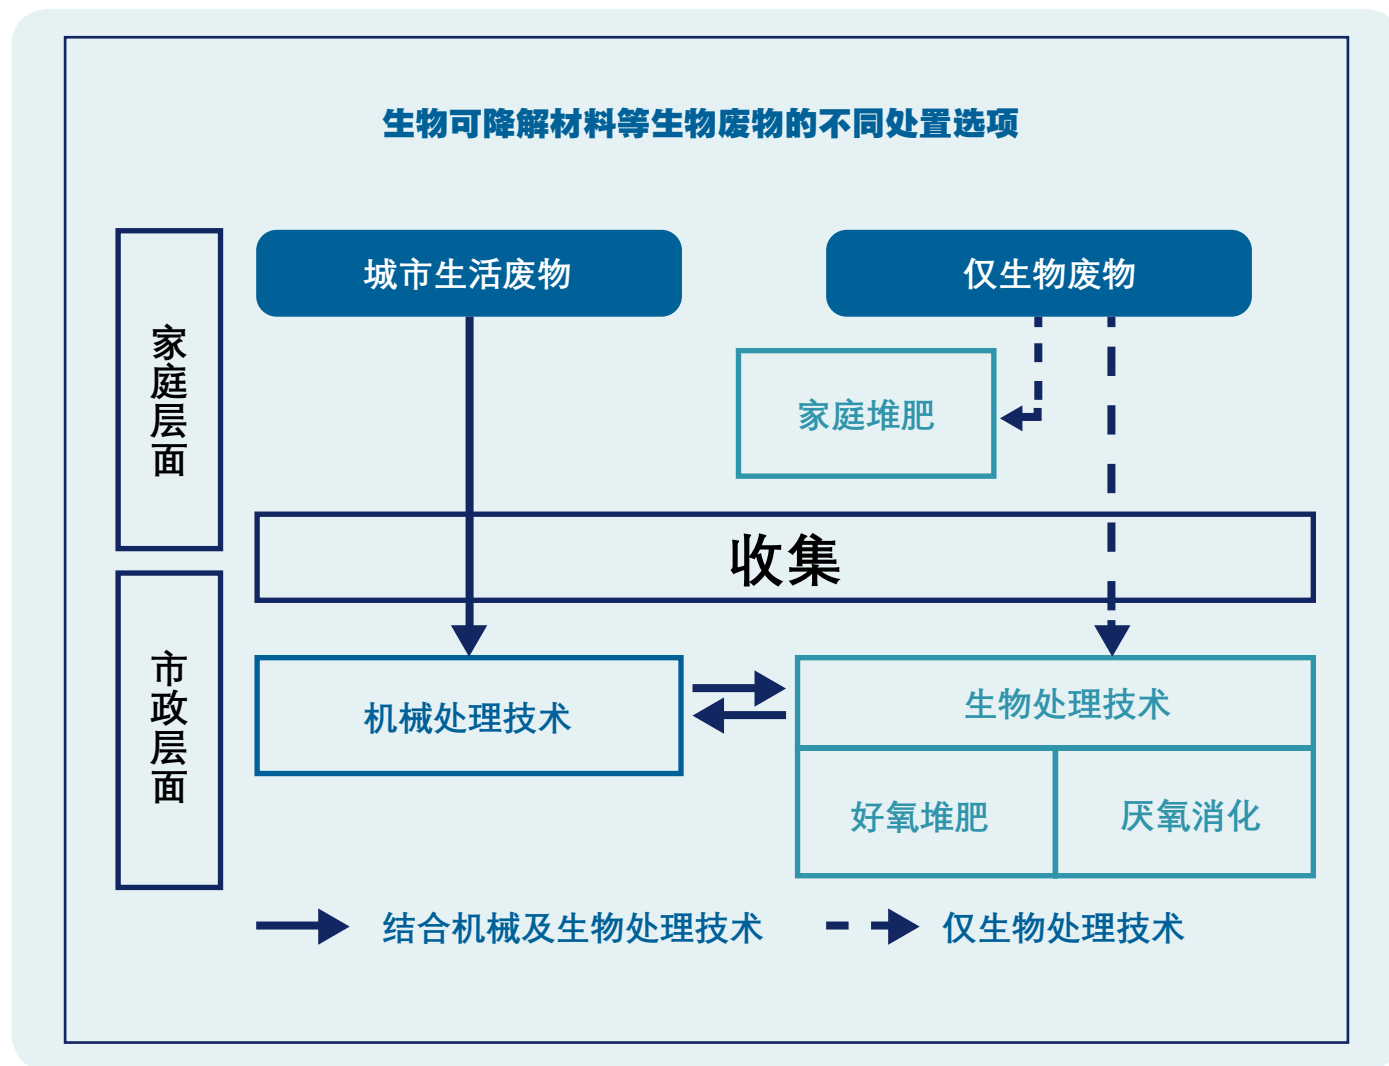 生物可降解材料等生物废物的不同处置选项
城市生活废物
仅生物废物
家庭层面
家庭堆肥
收集
市政层面
机械处理技术
生物处理技术
好氧堆肥
厌氧消化
结合机械及生物处理技术
仅生物处理技术